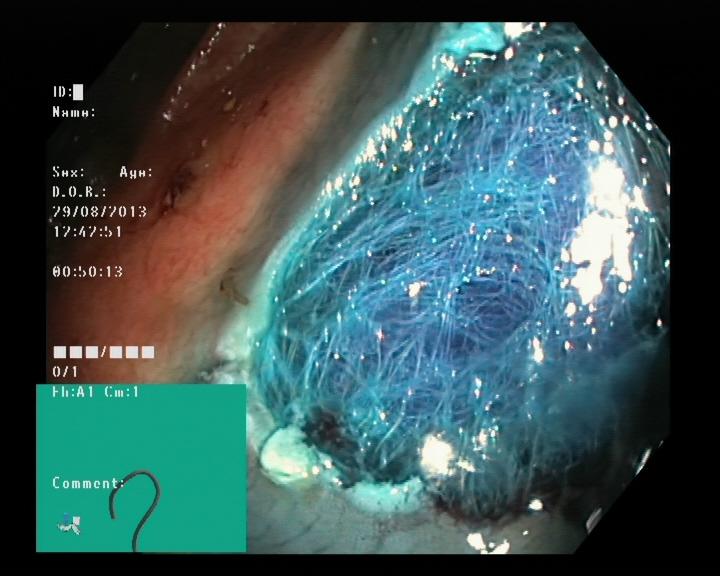 ID:
Name:
Sex: Age:
D.O.B.:
29/08/2013
12:42:51
00:50:13
/
0/1
Eh:A1 Cm:1
Comment: